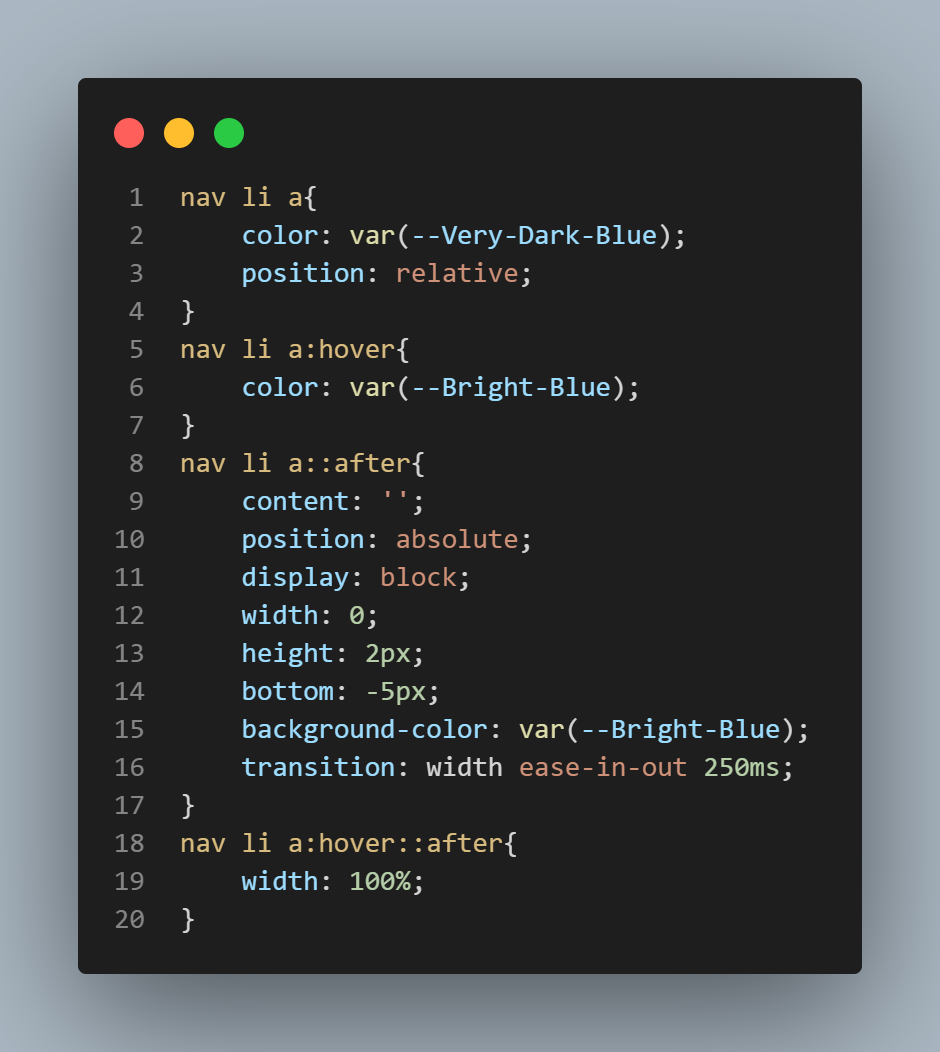 1 nav li a{
2     color: var(--Very-Dark-Blue);
3     position: relative;
4 }
5 nav li a:hover{
6     color: var(--Bright-Blue);
7 }
8 nav li a::after{
9     content: '';
10     position: absolute;
11     display: block;
12     width: 0;
13     height: 2px;
14     bottom: -5px;
15     background-color: var(--Bright-Blue);
16     transition: width ease-in-out 250ms;
17 }
18 nav li a:hover::after{
19     width: 100%;
20 }